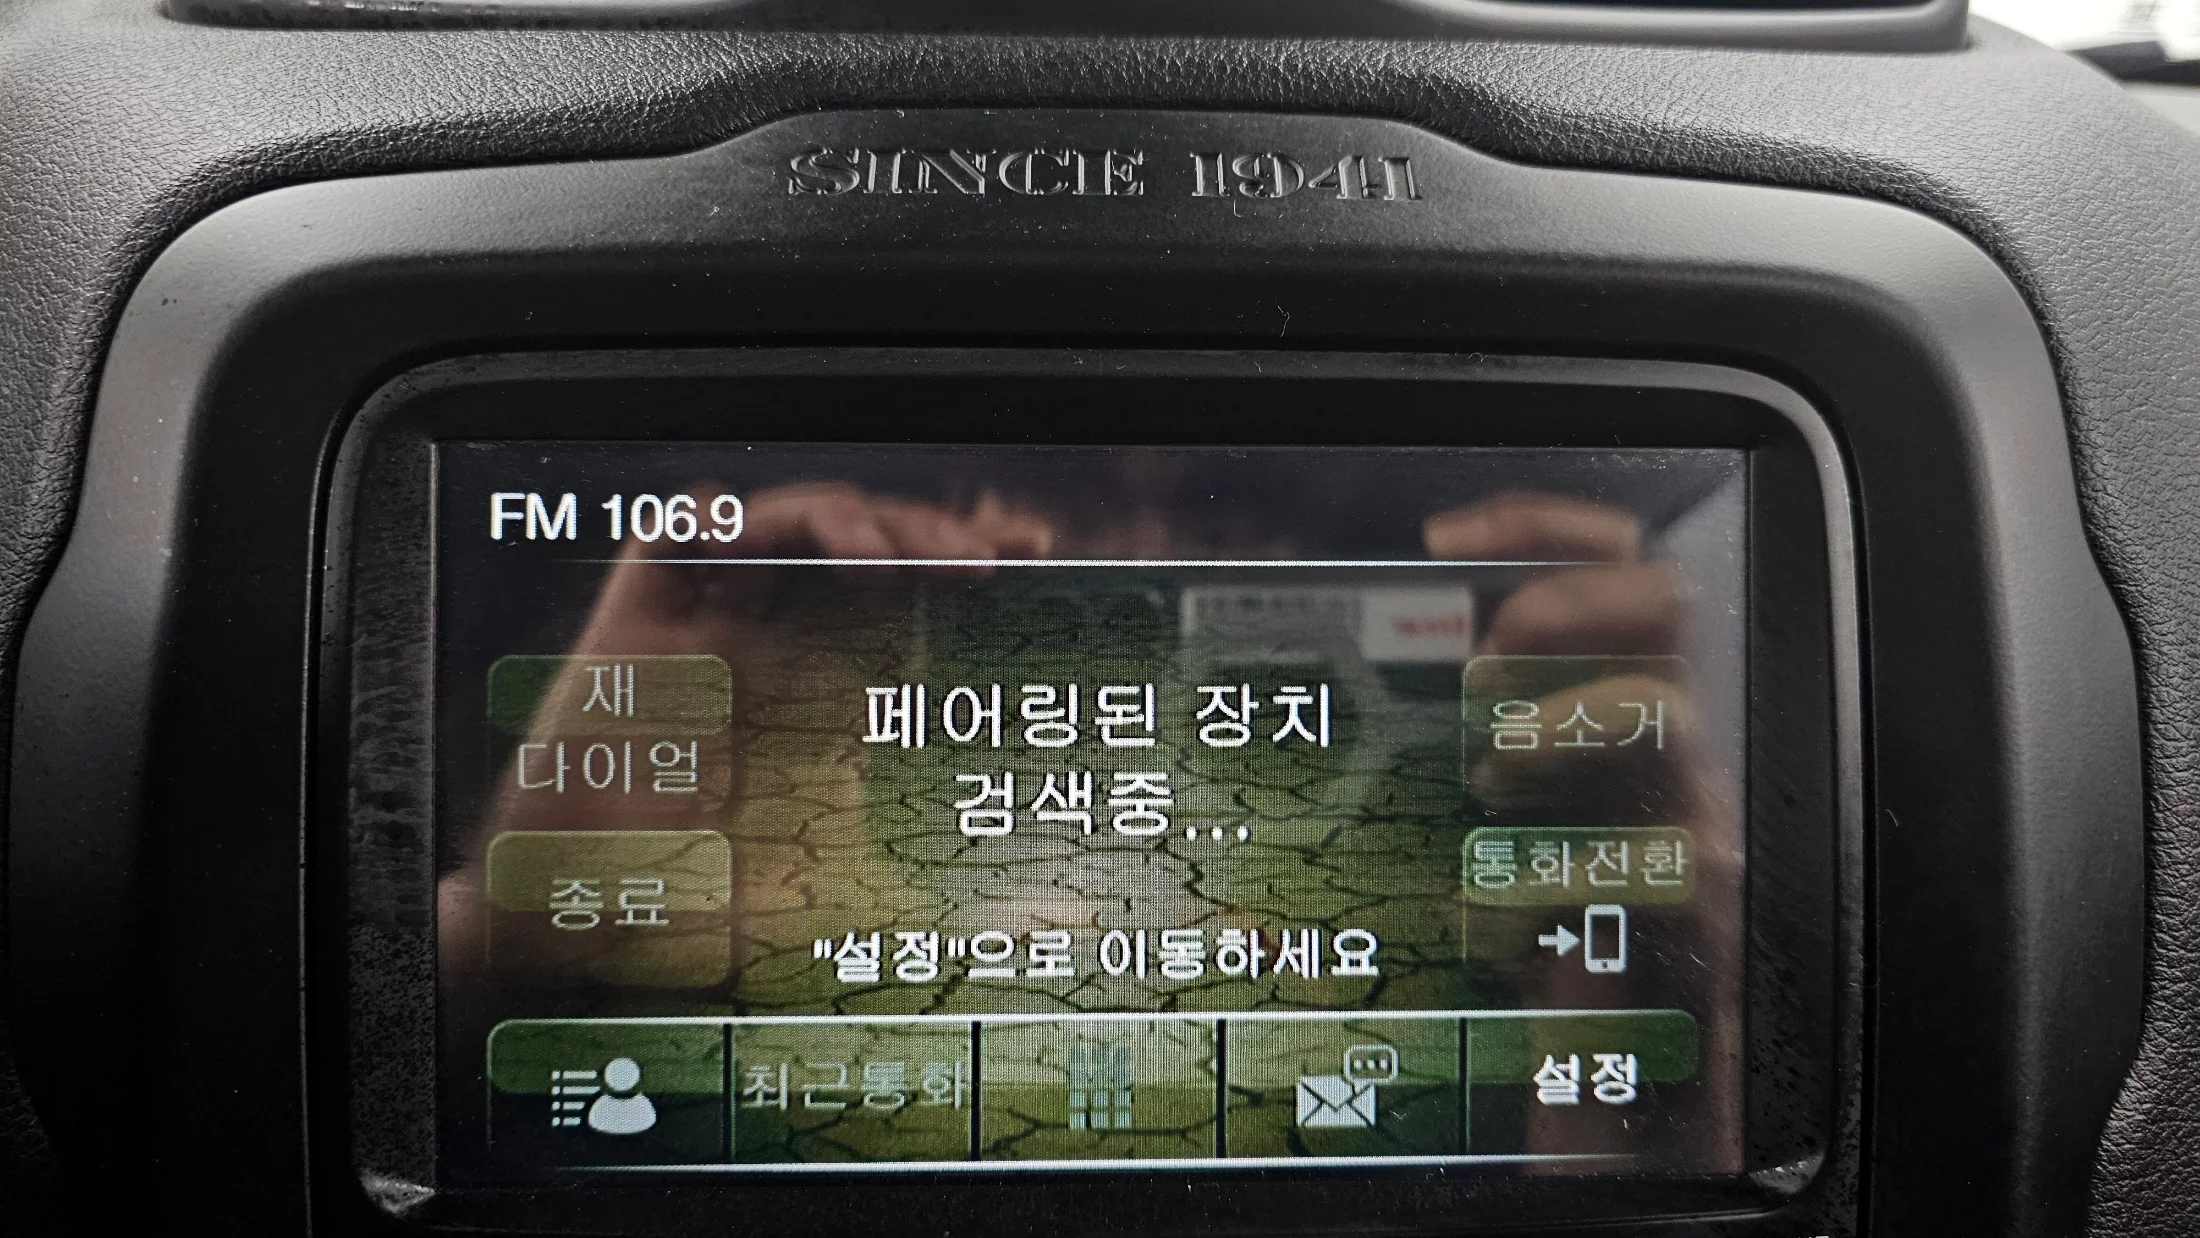 SINCE 1941
FM 106.9
재
다이얼
페어링된 장치
검색중...
음소거
종료
통화전환
"설정"으로 이동하세요
최근통화
설정